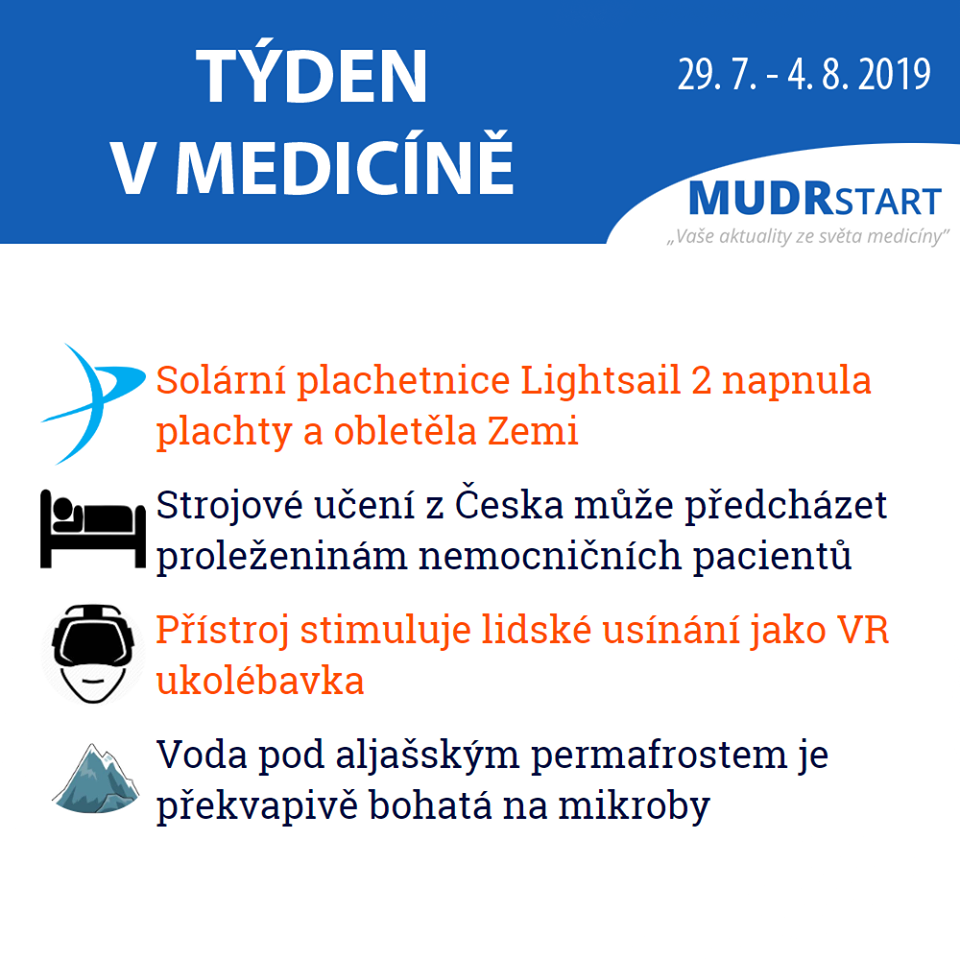 TÝDEN
V MEDICÍNĚ
29. 7. - 4. 8. 2019
MUDRSTART
„Vaše aktuality ze světa medicíny”
Solární plachetnice Lightsail 2 napnula
plachty a obletěla Zemi
Strojové učení z Česka může předcházet
proleženinám nemocničních pacientů
Přístroj stimuluje lidské usínání jako VR
ukolébavka
Voda pod aljašským permafrostem je
překvapivě bohatá na mikroby